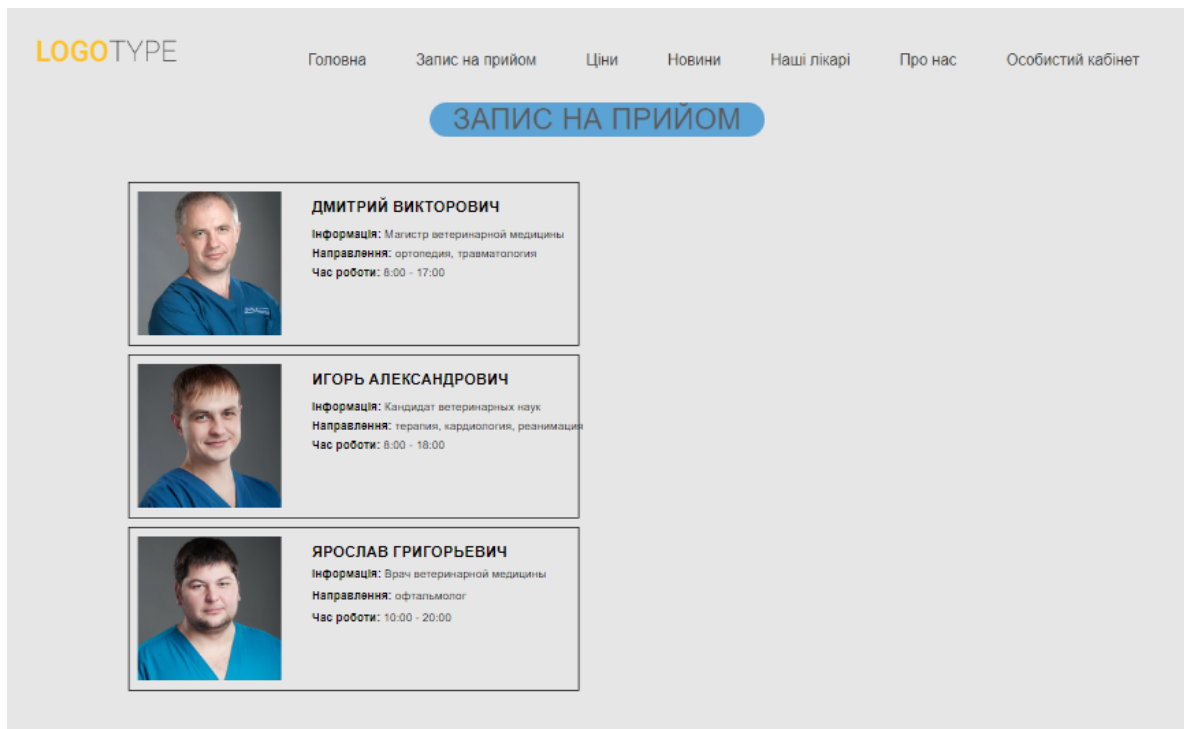 LOGOTYPE
Головна Запис на прийом Ціни Новини Наші лікарі Про нас Особистий кабінет
ЗАПИС НА ПРИЙОМ
ДМИТРИЙ ВИКТОРОВИЧ
Інформація: Магистр ветеринарной медицины
Направлення: ортопедия, травматология
Час роботи: 8:00 - 17:00
ИГОРЬ АЛЕКСАНДРОВИЧ
Інформація: Кандидат ветеринарных наук
Направлення: терапия, кардиология, реанимация
Час роботи: 8:00 - 18:00
ЯРОСЛАВ ГРИГОРЬЕВИЧ
Інформація: Врач ветеринарной медицины
Направлення: офтальмолог
Час роботи: 10:00 - 20:00